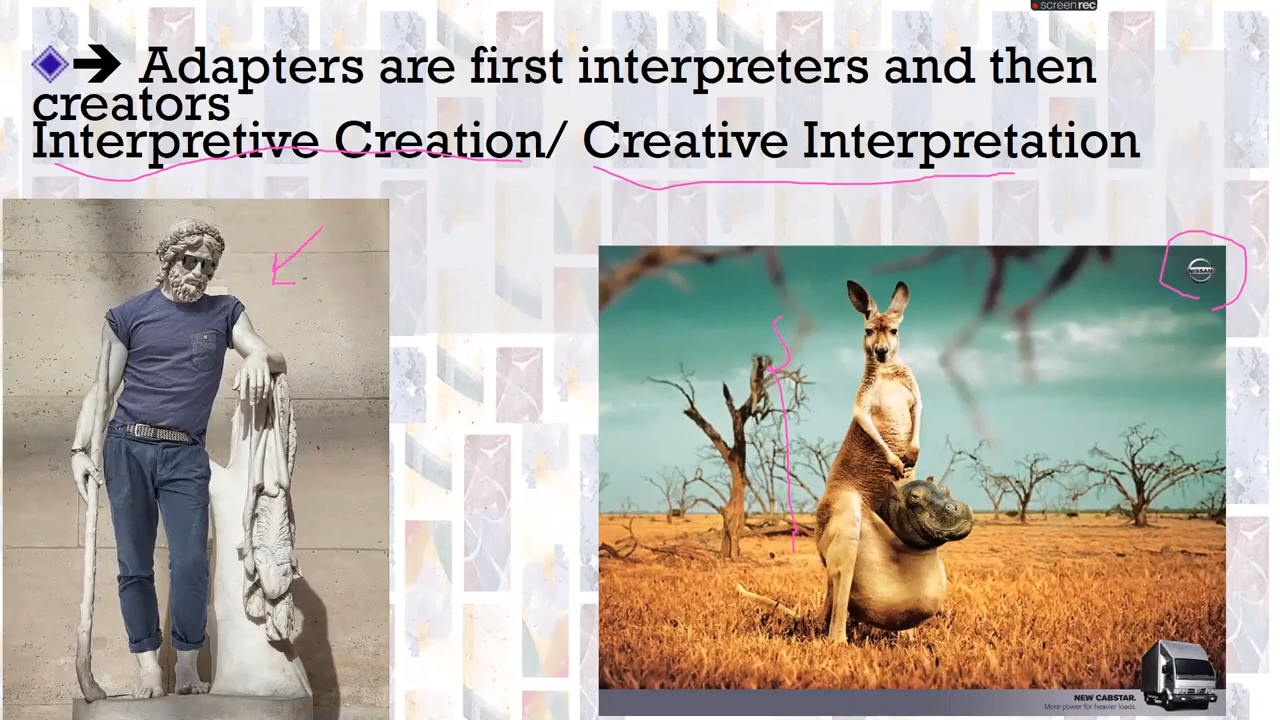 screenrec
➔ Adapters are first interpreters and then
creators
Interpretive Creation/ Creative Interpretation
NISSAN
NEW CABSTAR.
More power for heavier loads.